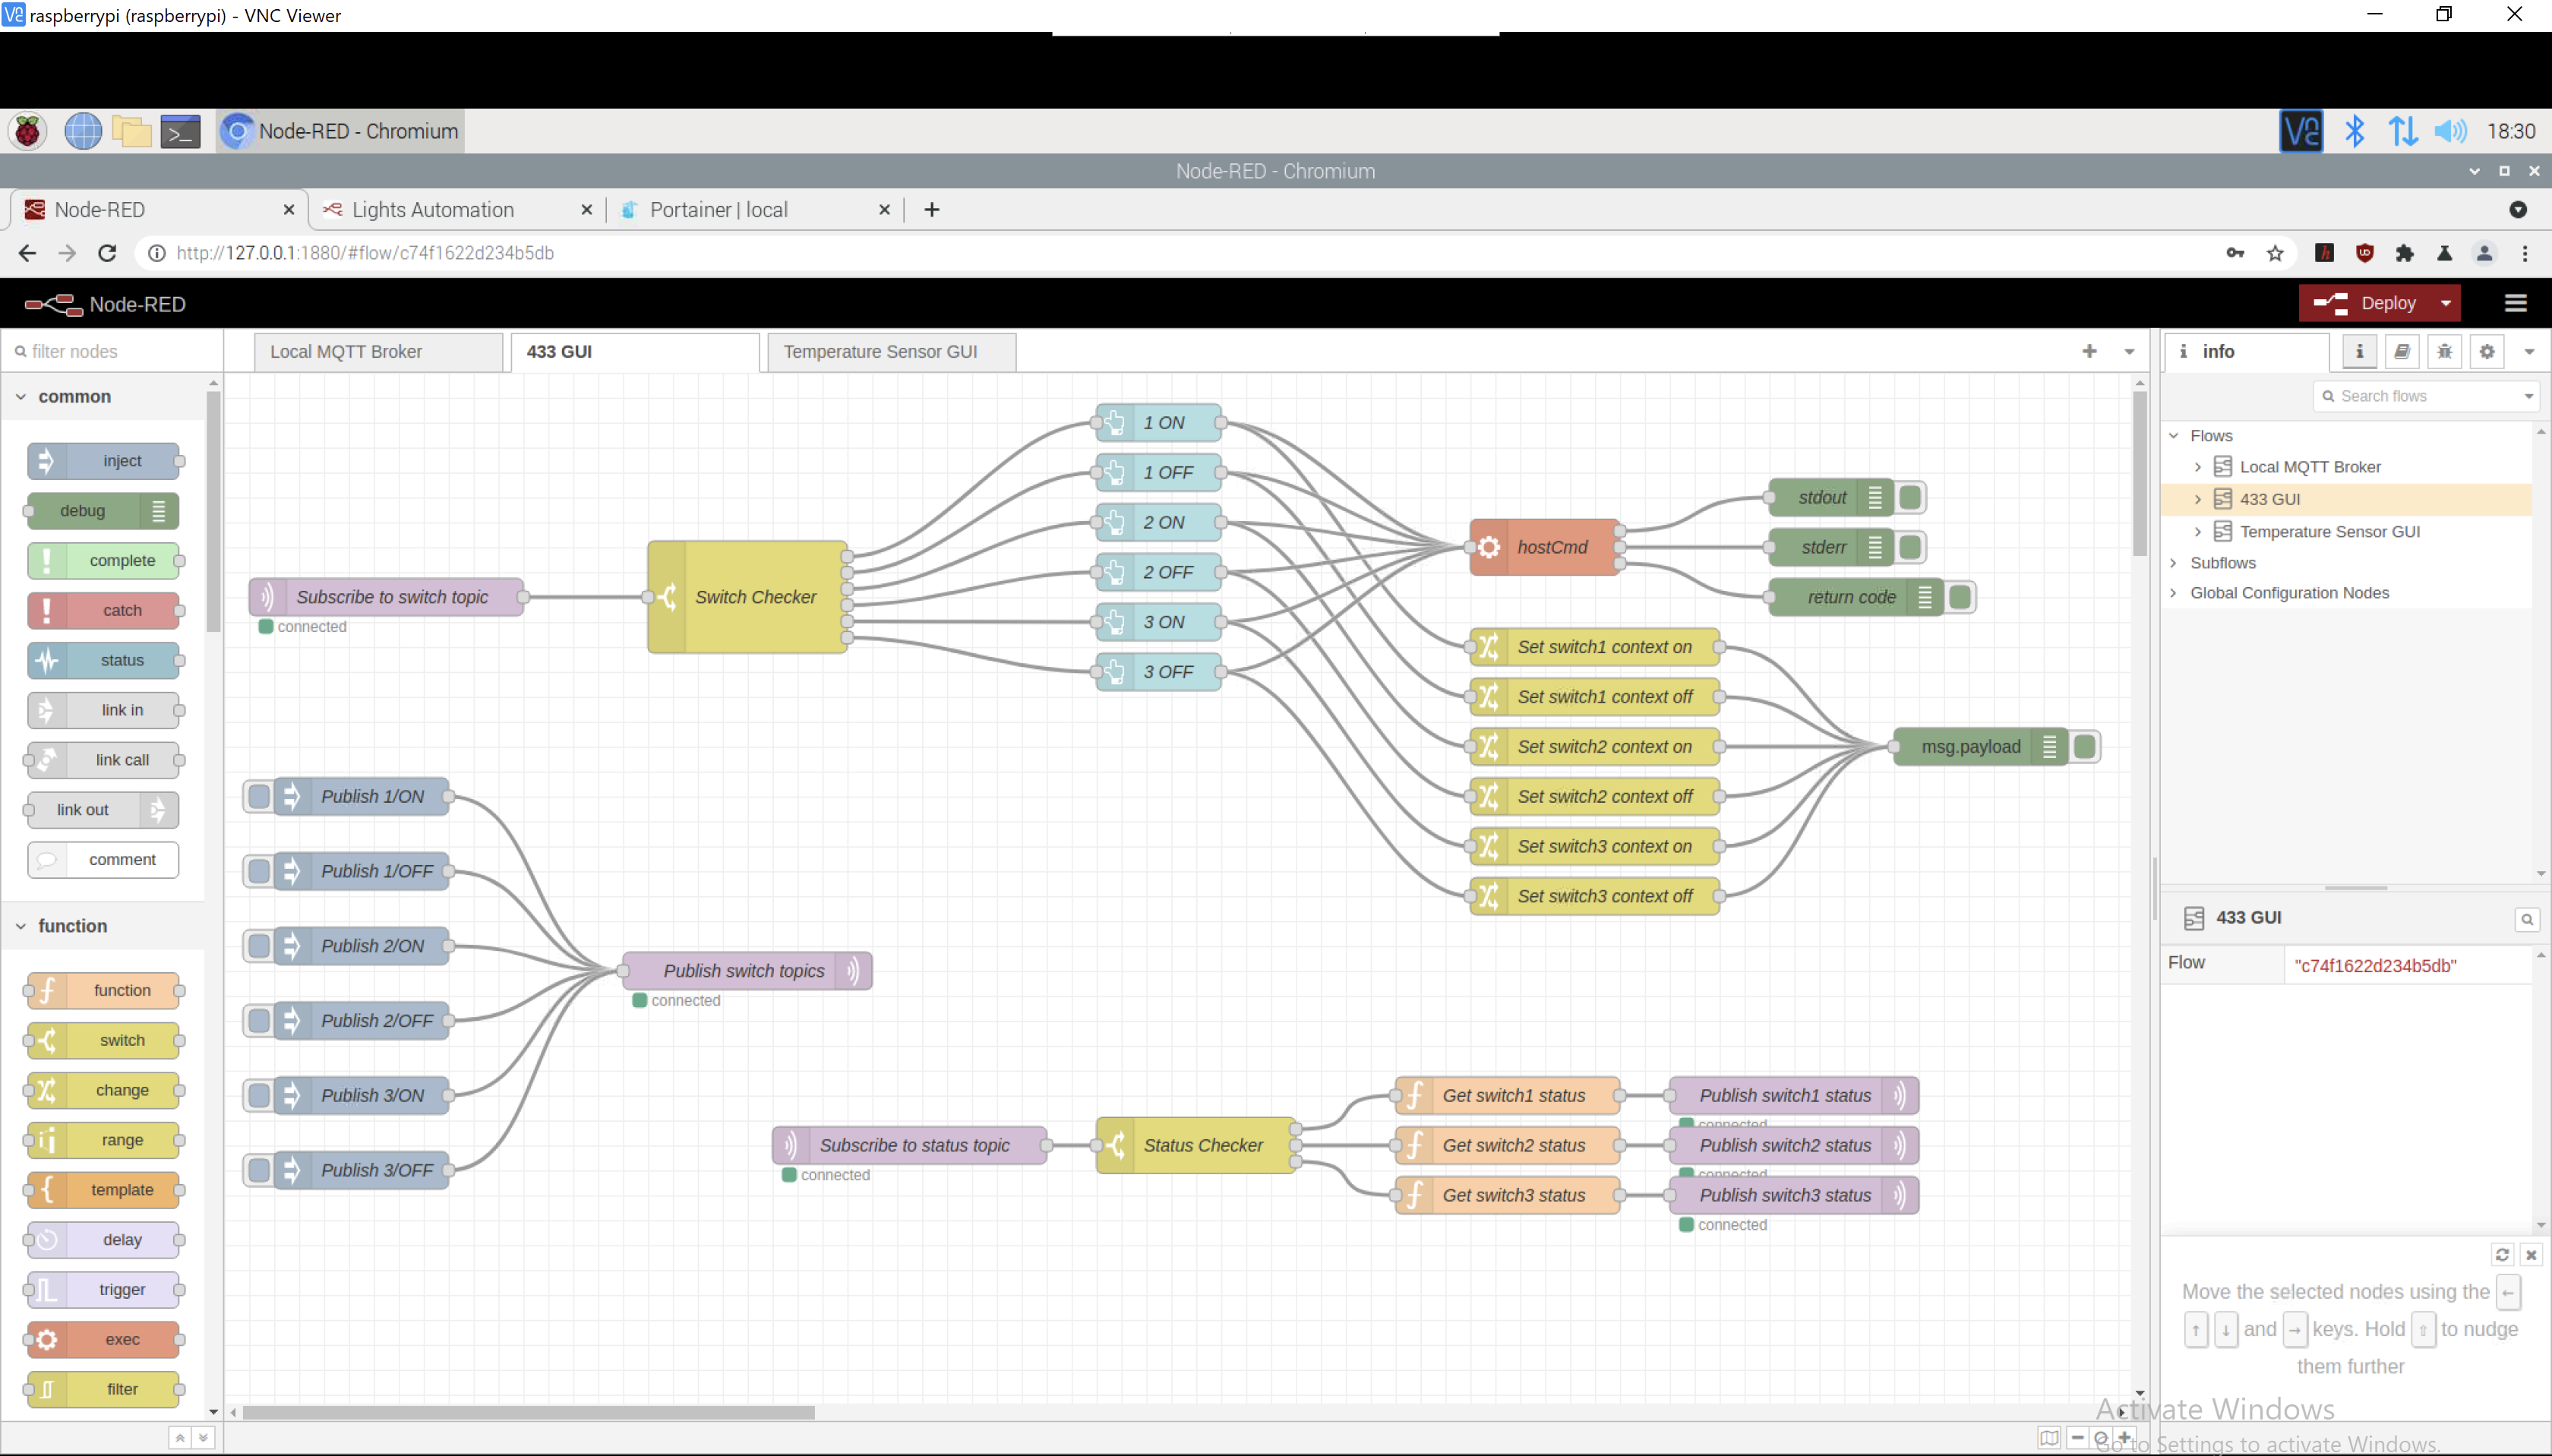 raspberrypi (raspberrypi) - VNC Viewer
Node-RED - Chromium
18:30
Node-RED - Chromium
Node-RED
Lights Automation
Portainer | local
http://127.0.0.1:1880/#flow/c74f1622d234b5db
Node-RED
Deploy
filter nodes
Local MQTT Broker
433 GUI
Temperature Sensor GUI
info
common
inject
debug
complete
catch
status
link in
link call
link out
comment
function
function
switch
change
range
template
delay
trigger
exec
filter
Subscribe to switch topic
connected
Switch Checker
1 ON
1 OFF
2 ON
2 OFF
3 ON
3 OFF
hostCmd
stdout
stderr
return code
Set switch1 context on
Set switch1 context off
Set switch2 context on
Set switch2 context off
Set switch3 context on
Set switch3 context off
msg.payload
Publish 1/ON
Publish 1/OFF
Publish 2/ON
Publish 2/OFF
Publish 3/ON
Publish 3/OFF
Publish switch topics
connected
Subscribe to status topic
connected
Status Checker
Get switch1 status
Get switch2 status
Get switch3 status
Publish switch1 status
connected
Publish switch2 status
connected
Publish switch3 status
connected
Search flows
Flows
Local MQTT Broker
433 GUI
Temperature Sensor GUI
Subflows
Global Configuration Nodes
433 GUI
Flow "c74f1622d234b5db"
Move the selected nodes using the ←
↑ ↓ and → keys. Hold ⇧ to nudge
them further
Activate Windows
Go to Settings to activate Windows.